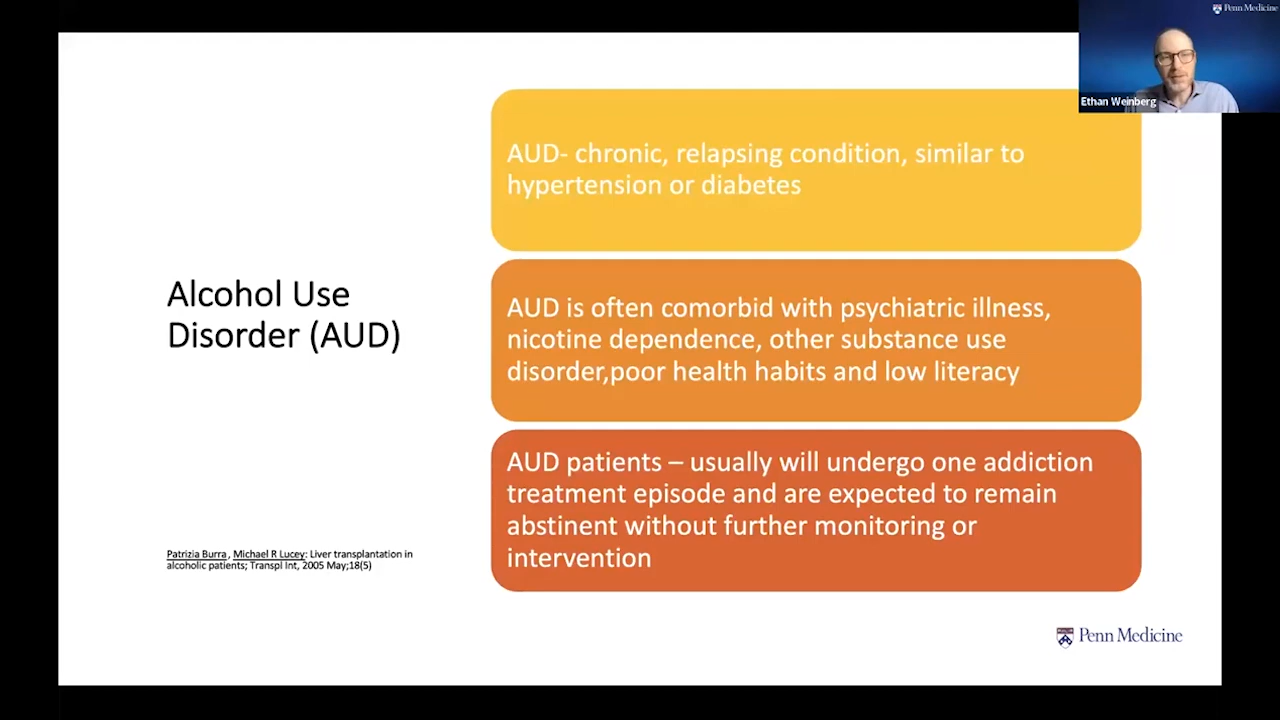 Penn Medicine
Ethan Weinberg
AUD- chronic, relapsing condition, similar to
hypertension or diabetes
Alcohol Use
Disorder (AUD)
AUD is often comorbid with psychiatric illness,
nicotine dependence, other substance use
disorder,poor health habits and low literacy
AUD patients – usually will undergo one addiction
treatment episode and are expected to remain
abstinent without further monitoring or
intervention
Patrizia Burra , Michael R Lucey: Liver transplantation in
alcoholic patients; Transpl Int, 2005 May;18(5)
Penn Medicine